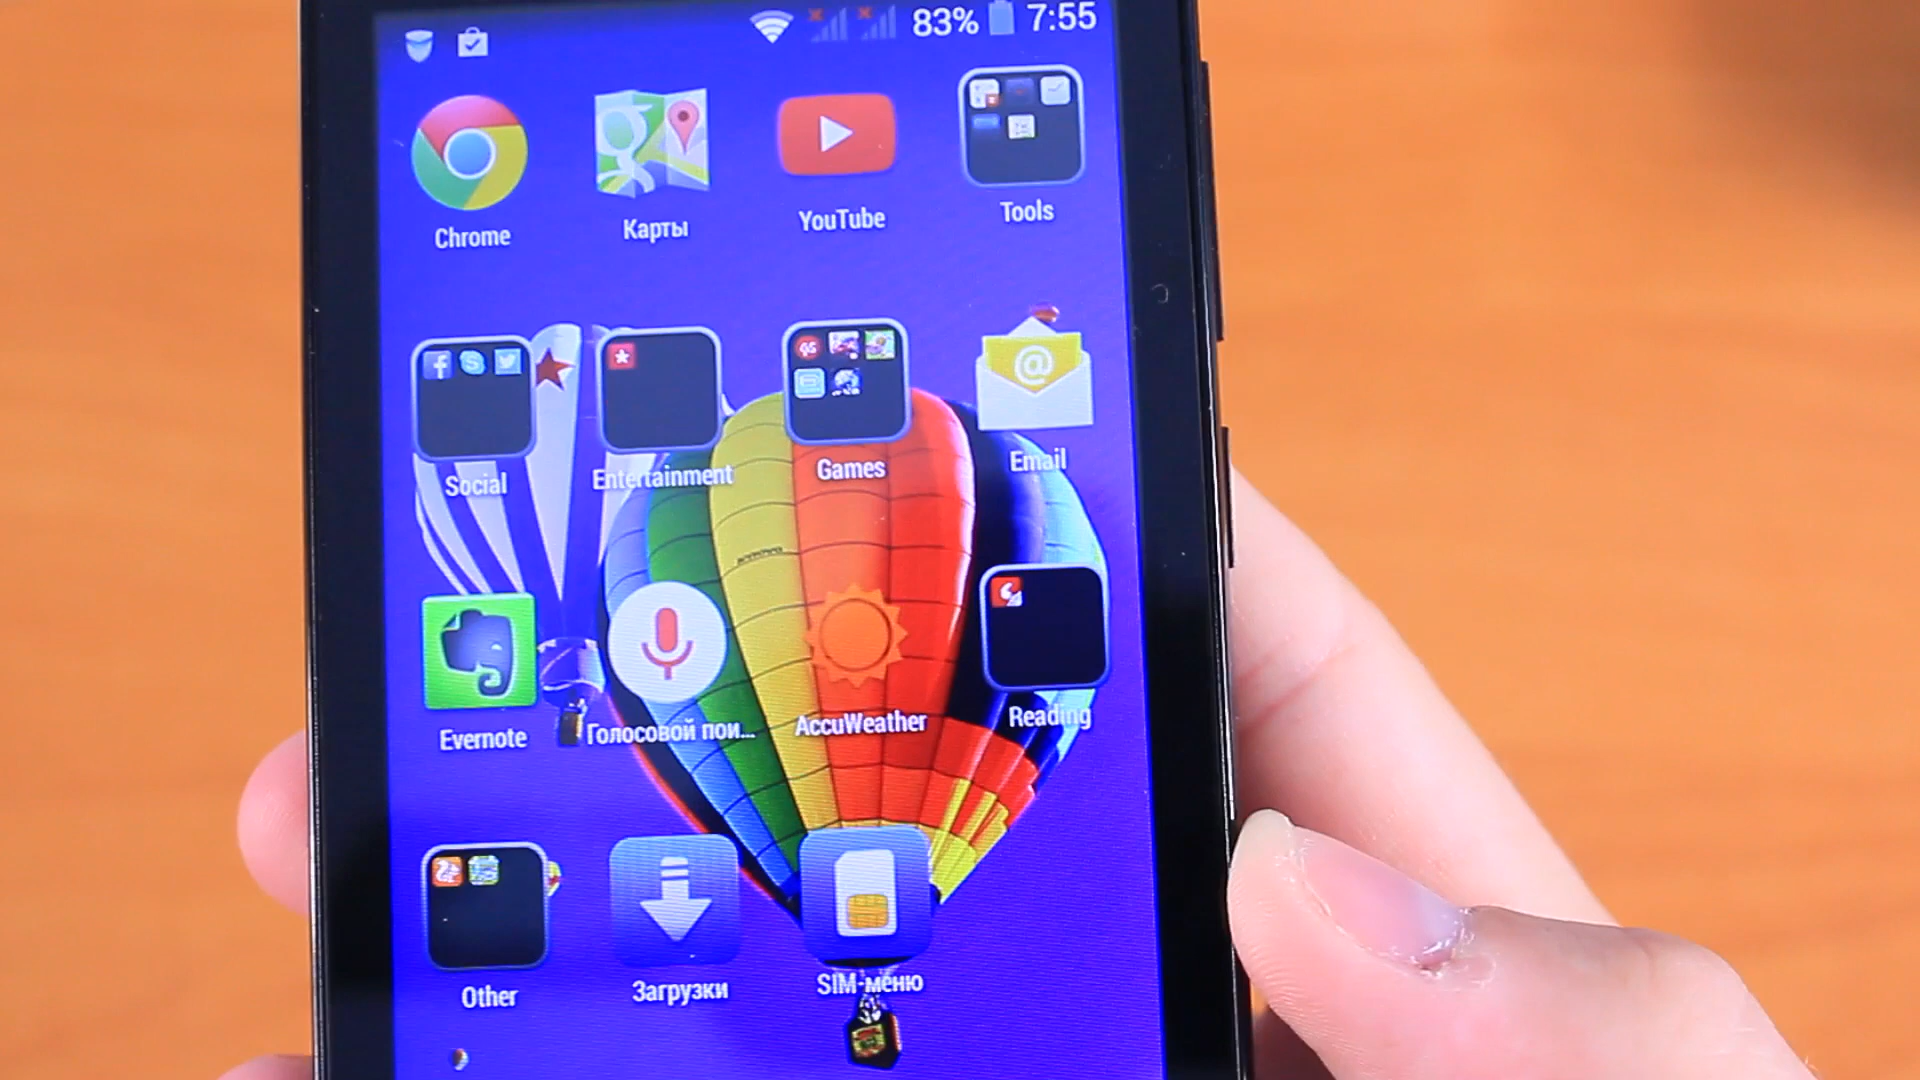 83% 7:55
Chrome
Карты
YouTube
Tools
Social
Entertainment
Games
Email
Evernote
Голосовой пои...
AccuWeather
Reading
Other
Загрузки
SIM-меню